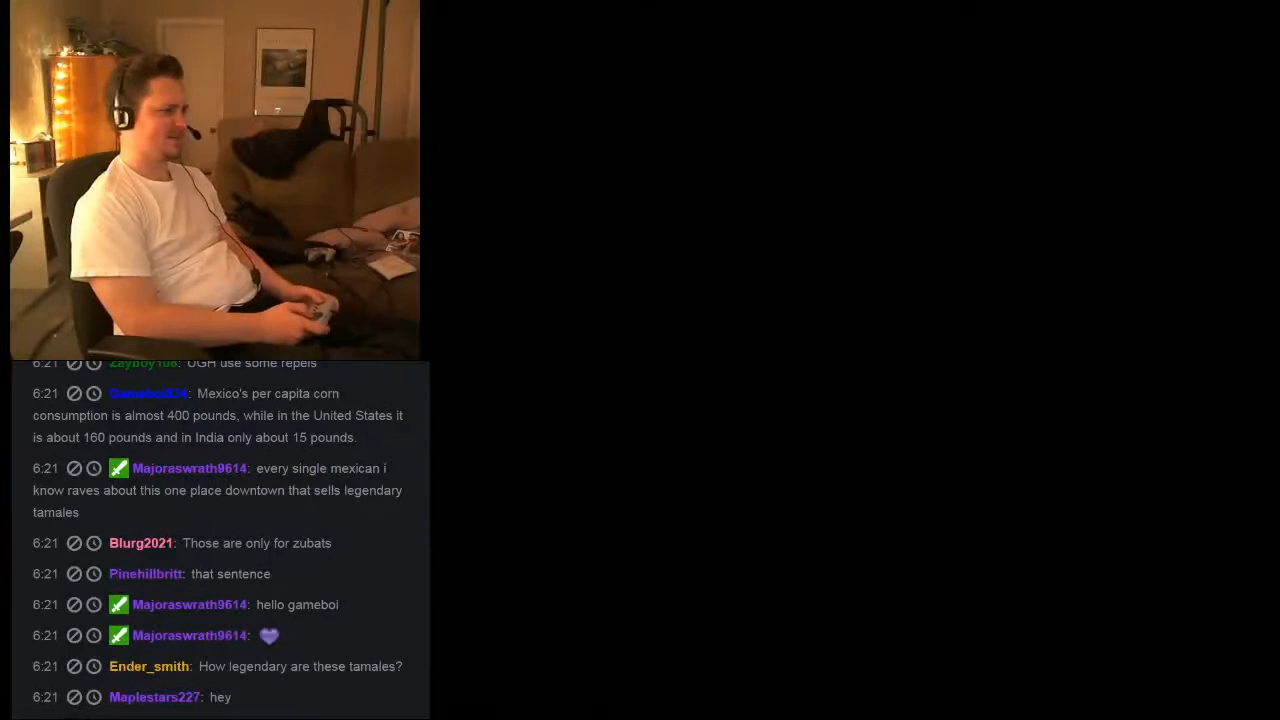 6:21 Zayboy108: UGH use some repels
6:21 Gameboi834: Mexico's per capita corn
consumption is almost 400 pounds, while in the United States it
is about 160 pounds and in India only about 15 pounds.
6:21 Majoraswrath9614: every single mexican i
know raves about this one place downtown that sells legendary
tamales
6:21 Blurg2021: Those are only for zubats
6:21 Pinehillbritt: that sentence
6:21 Majoraswrath9614: hello gameboi
6:21 Majoraswrath9614:
6:21 Ender_smith: How legendary are these tamales?
6:21 Maplestars227: hey